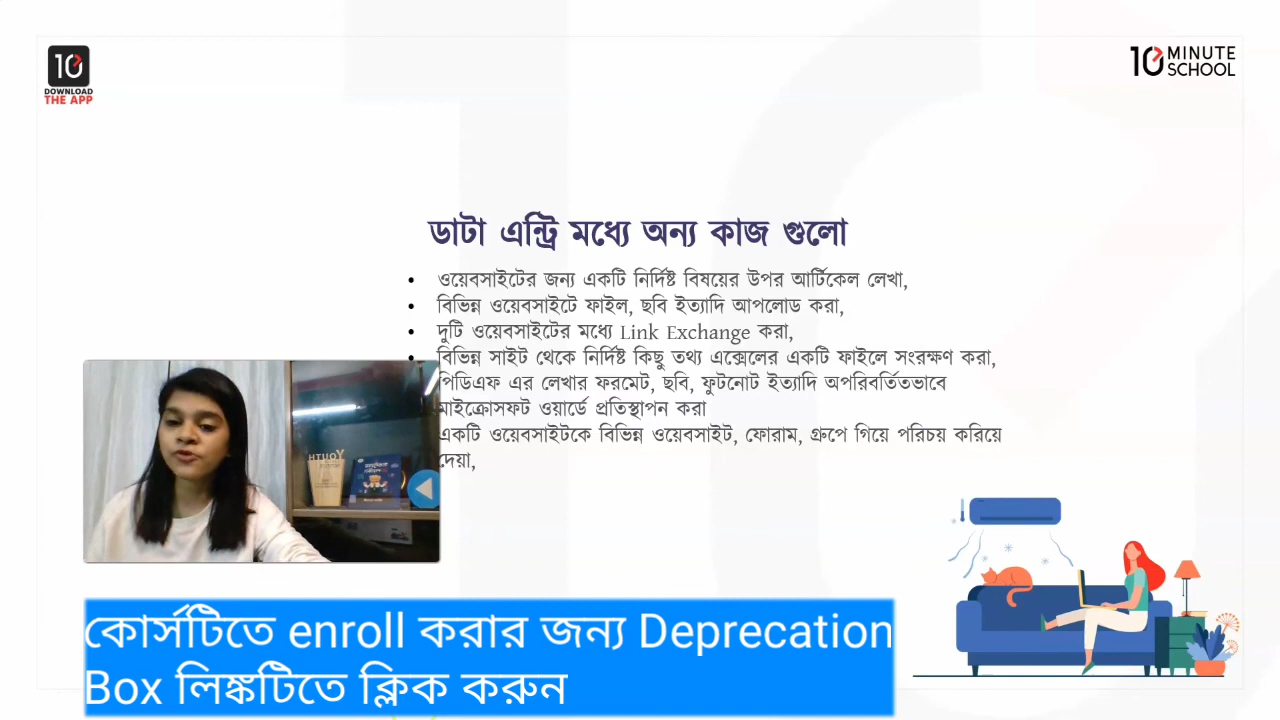 10
DOWNLOAD
THE APP
10 MINUTE
SCHOOL
ডাটা এন্ট্রি মধ্যে অন্য কাজ গুলো
• ওয়েবসাইটের জন্য একটি নির্দিষ্ট বিষয়ের উপর আর্টিকেল লেখা,
• বিভিন্ন ওয়েবসাইটে ফাইল, ছবি ইত্যাদি আপলোড করা,
• দুটি ওয়েবসাইটের মধ্যে Link Exchange করা,
• বিভিন্ন সাইট থেকে নির্দিষ্ট কিছু তথ্য এক্সেলের একটি ফাইলে সংরক্ষণ করা,
পিডিএফ এর লেখার ফরমেট, ছবি, ফুটনোট ইত্যাদি অপরিবর্তিতভাবে
মাইক্রোসফট ওয়ার্ডে প্রতিস্থাপন করা
একটি ওয়েবসাইটকে বিভিন্ন ওয়েবসাইট, ফোরাম, গ্রুপে গিয়ে পরিচয় করিয়ে
দেয়া,
YOUTH
কোর্সটিতে enroll করার জন্য Deprecation
Box লিঙ্কটিতে ক্লিক করুন